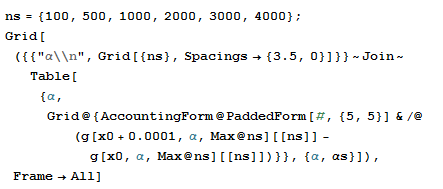 ns = {100, 500, 1000, 2000, 3000, 4000};
Grid[
({{"α\\n", Grid[{ns}, Spacings → {3.5, 0}]}} ~ Join ~
Table[
{α,
Grid@{AccountingForm@PaddedForm[#, {5, 5}] & /@
(g[x0 + 0.0001, α, Max@ns][[ns]] -
g[x0, α, Max@ns][[ns]])}}, {α, αs}]),
Frame → All]